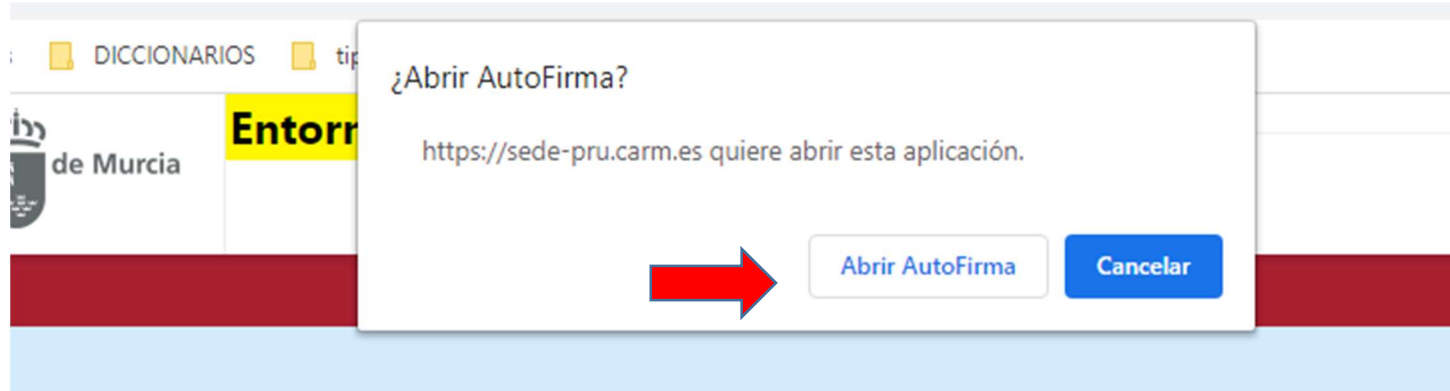 DICCIONARIOS
¿Abrir AutoFirma?
Entorn
de Murcia
https://sede-pru.carm.es quiere abrir esta aplicación.
Abrir AutoFirma
Cancelar